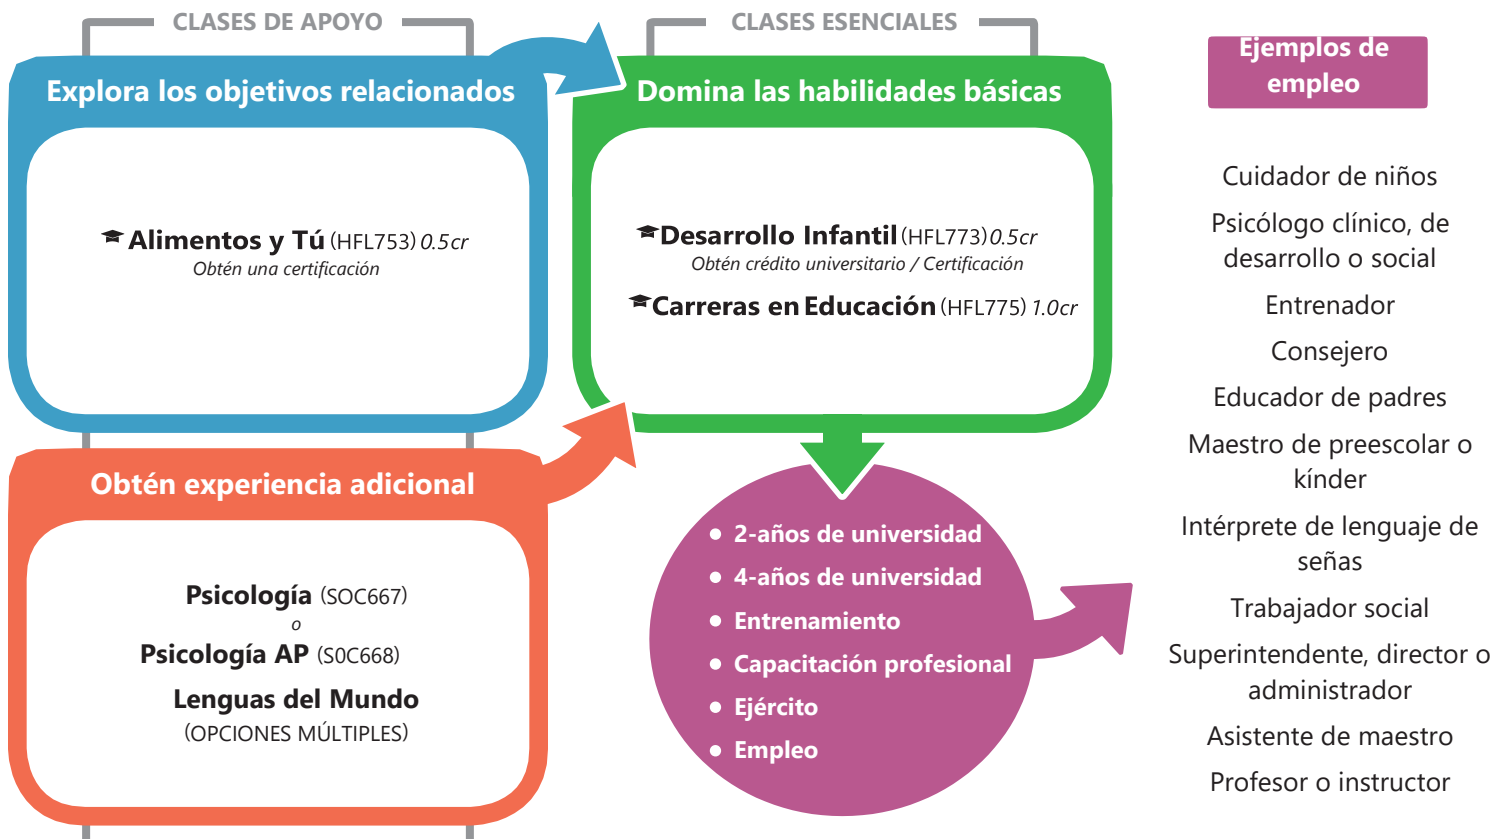 CLASES DE APOYO
Explora los objetivos relacionados
Alimentos y Tú (HFL753) 0.5cr
Obtén una certificación
Obtén experiencia adicional
Psicología (SOC667)
o
Psicología AP (S0C668)
Lenguas del Mundo
(OPCIONES MÚLTIPLES)
CLASES ESENCIALES
Domina las habilidades básicas
Desarrollo Infantil (HFL773) 0.5cr
Obtén crédito universitario / Certificación
Carreras en Educación (HFL775) 1.0cr
• 2-años de universidad
• 4-años de universidad
• Entrenamiento
• Capacitación profesional
• Ejército
• Empleo
Ejemplos de
empleo
Cuidador de niños
Psicólogo clínico, de
desarrollo o social
Entrenador
Consejero
Educador de padres
Maestro de preescolar o
kínder
Intérprete de lenguaje de
señas
Trabajador social
Superintendente, director o
administrador
Asistente de maestro
Profesor o instructor